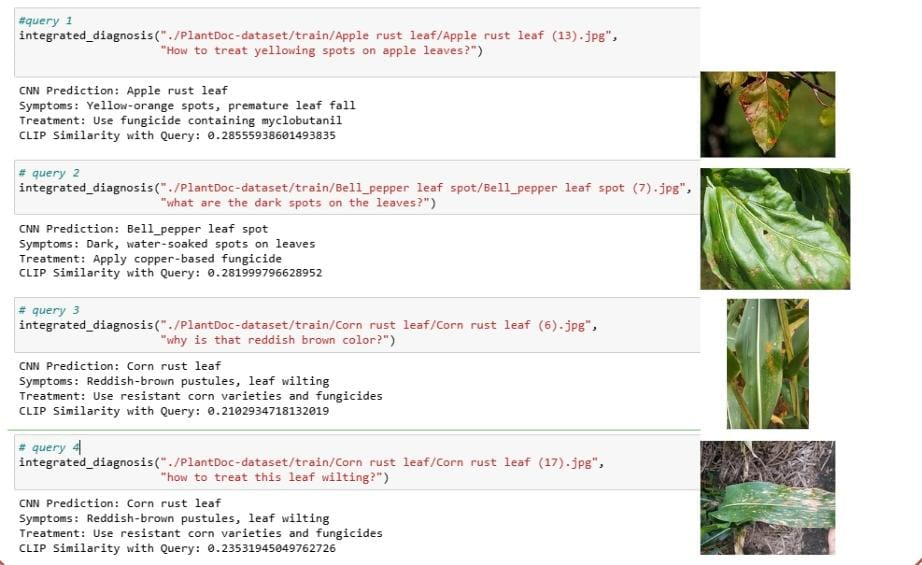 #query 1
integrated_diagnosis("./PlantDoc-dataset/train/Apple rust leaf/Apple rust leaf (13).jpg",
"How to treat yellowing spots on apple leaves?")
CNN Prediction: Apple rust leaf
Symptoms: Yellow-orange spots, premature leaf fall
Treatment: Use fungicide containing myclobutanil
CLIP Similarity with Query: 0.28555938601493835
# query 2
integrated_diagnosis("./PlantDoc-dataset/train/Bell_pepper leaf spot/Bell_pepper leaf spot (7).jpg",
"what are the dark spots on the leaves?")
CNN Prediction: Bell_pepper leaf spot
Symptoms: Dark, water-soaked spots on leaves
Treatment: Apply copper-based fungicide
CLIP Similarity with Query: 0.281999796628952
# query 3
integrated_diagnosis("./PlantDoc-dataset/train/Corn rust leaf/Corn rust leaf (6).jpg",
"why is that reddish brown color?")
CNN Prediction: Corn rust leaf
Symptoms: Reddish-brown pustules, leaf wilting
Treatment: Use resistant corn varieties and fungicides
CLIP Similarity with Query: 0.2102934718132019
# query 4
integrated_diagnosis("./PlantDoc-dataset/train/Corn rust leaf/Corn rust leaf (17).jpg",
"how to treat this leaf wilting?")
CNN Prediction: Corn rust leaf
Symptoms: Reddish-brown pustules, leaf wilting
Treatment: Use resistant corn varieties and fungicides
CLIP Similarity with Query: 0.23531945049762726